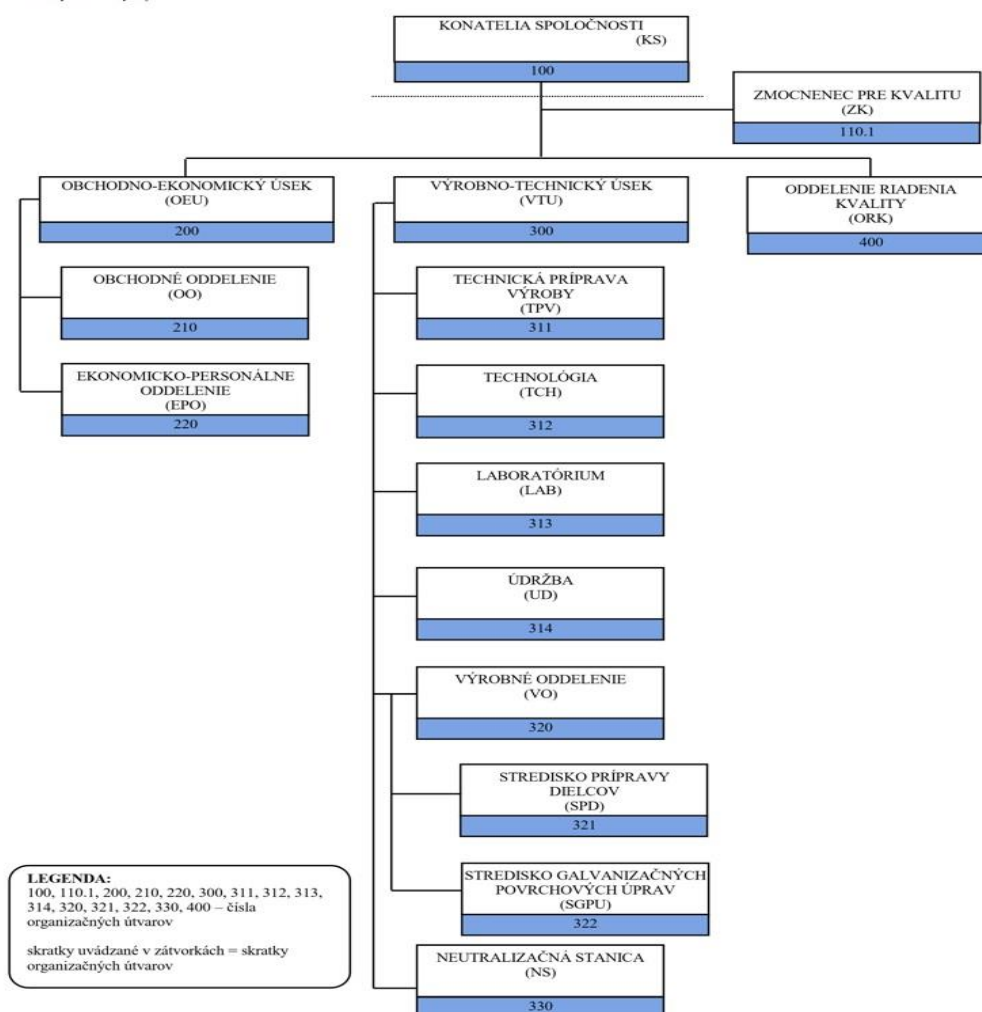 KONATELIA SPOLOČNOSTI
(KS)
100
ZMOCNENEC PRE KVALITU
(ZK)
110.1
OBCHODNO-EKONOMICKÝ ÚSEK
(OEU)
200
OBCHODNÉ ODDELENIE
(OO)
210
EKONOMICKO-PERSONÁLNE
ODDELENIE
(EPO)
220
VÝROBNO-TECHNICKÝ ÚSEK
(VTU)
300
TECHNICKÁ PRÍPRAVA
VÝROBY
(TPV)
311
TECHNOLÓGIA
(TCH)
312
LABORATÓRIUM
(LAB)
313
ÚDRŽBA
(UD)
314
VÝROBNÉ ODDELENIE
(VO)
320
STREDISKO PRÍPRAVY
DIELCOV
(SPD)
321
STREDISKO GALVANIZAČNÝCH
POVRCHOVÝCH ÚPRAV
(SGPU)
322
NEUTRALIZAČNÁ STANICA
(NS)
330
ODDELENIE RIADENIA
KVALITY
(ORK)
400
LEGENDA:
100, 110.1, 200, 210, 220, 300, 311, 312, 313,
314, 320, 321, 322, 330, 400 – čísla
organizačných útvarov
skratky uvádzané v zátvorkách = skratky
organizačných útvarov